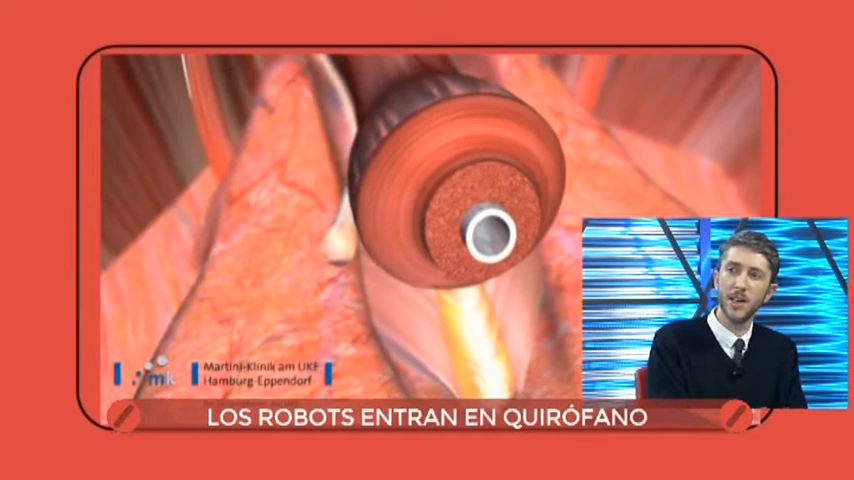 mk
Martini-Klinik am UKE
Hamburg-Eppendorf
LOS ROBOTS ENTRAN EN QUIRÓFANO